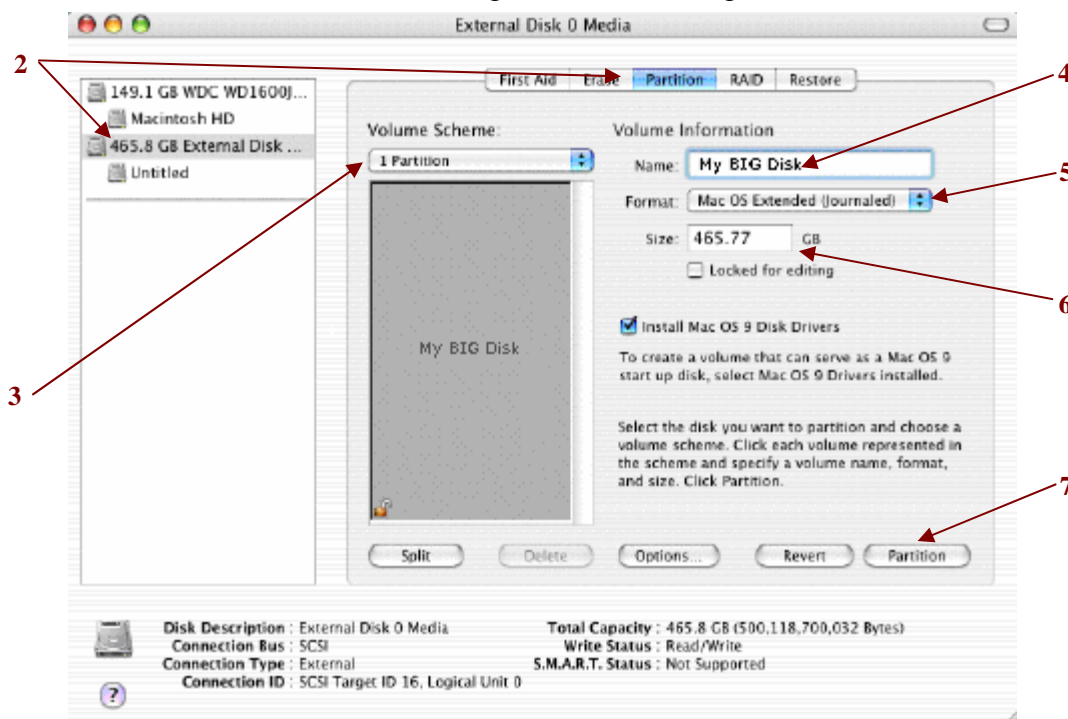 External Disk 0 Media
2
First Aid Erase Partition RAID Restore
4
149.1 GB WDC WD1600J...
Macintosh HD
465.8 GB External Disk ...
Untitled
Volume Scheme:
1 Partition
Volume Information
Name: My BIG Disk
5
Format: Mac OS Extended (Journaled)
Size: 465.77 GB
Locked for editing
6
My BIG Disk
Install Mac OS 9 Disk Drivers
To create a volume that can serve as a Mac OS 9
start up disk, select Mac OS 9 Drivers installed.
3
Select the disk you want to partition and choose a
volume scheme. Click each volume represented in
the scheme and specify a volume name, format,
and size. Click Partition.
7
Split Delete Options... Revert Partition
Disk Description : External Disk 0 Media
Connection Bus : SCSI
Connection Type : External
Connection ID : SCSI Target ID 16, Logical Unit 0
Total Capacity : 465.8 GB (500,118,700,032 Bytes)
Write Status : Read/Write
S.M.A.R.T. Status : Not Supported
?